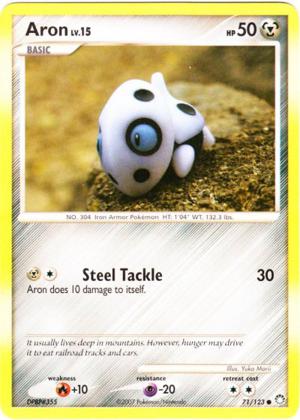 Aron LV.15
HP 50
BASIC
NO. 304 Iron Armor Pokémon HT: 1'04" WT: 132.3 lbs.
Steel Tackle 30
Aron does 10 damage to itself.
It usually lives deep in mountains. However, hunger may drive it to eat railroad tracks and cars.
Illus. Yuka Morii
weakness resistance retreat cost
+10 -20
DPBP#355 ©2007 Pokémon/Nintendo 71/123